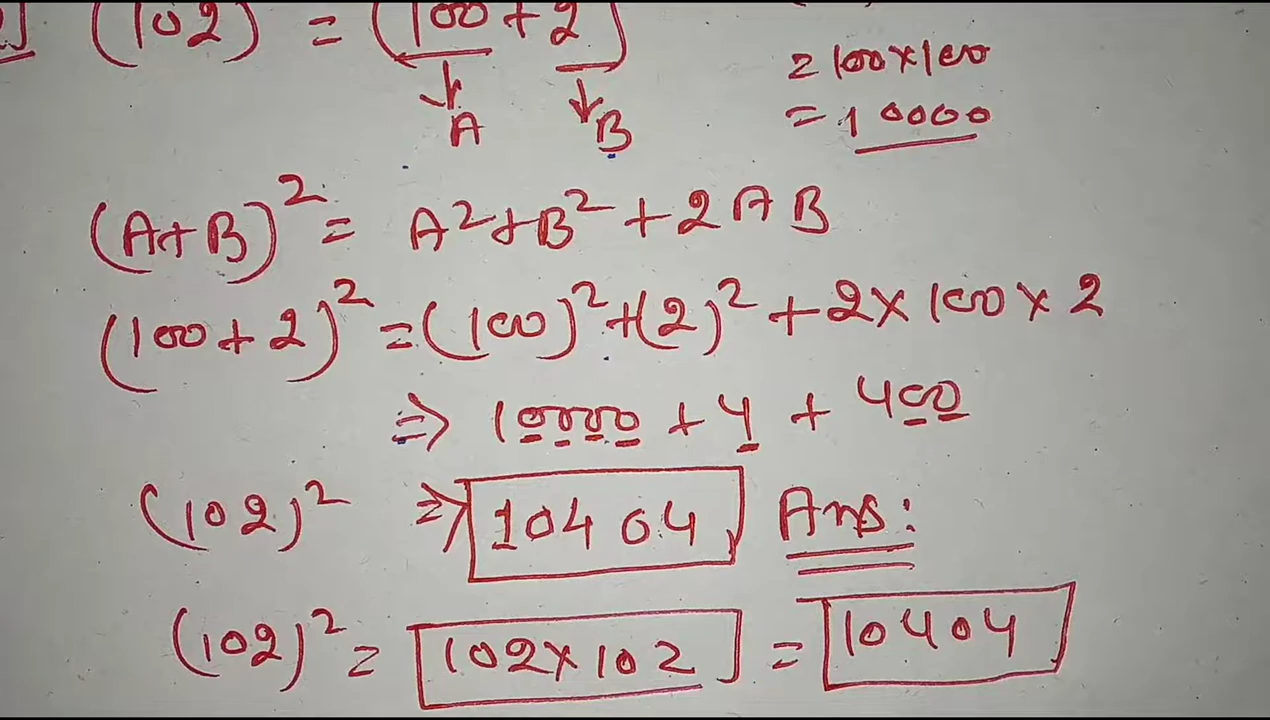 (102) = (100 + 2)
A B
= 100×100
= 10000
(A+B)² = A²+B²+2AB
(100+2)² = (100)²+(2)²+2×100×2
⇒ 10000 + 4 + 400
(102)² ⇒ 10404 Ans:
(102)² = 102×102 = 10404